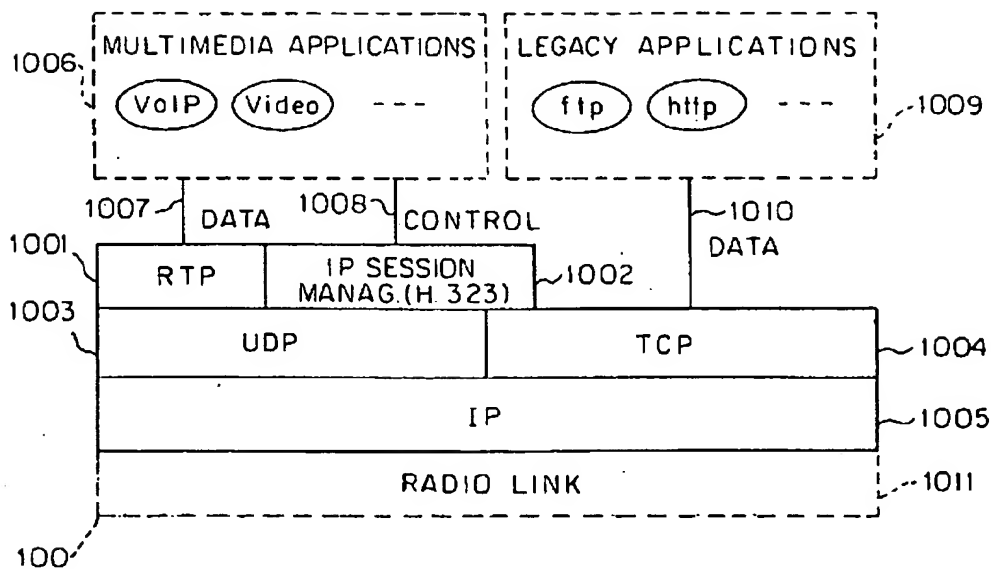 MULTIMEDIA APPLICATIONS
LEGACY APPLICATIONS
1006
VoIP Video ---
ftp http ---
1009
1007
DATA
1008
CONTROL
1010
DATA
1001
RTP
IP SESSION
MANAG.(H.323)
1002
1003
UDP
TCP
1004
IP
1005
RADIO LINK
1011
100